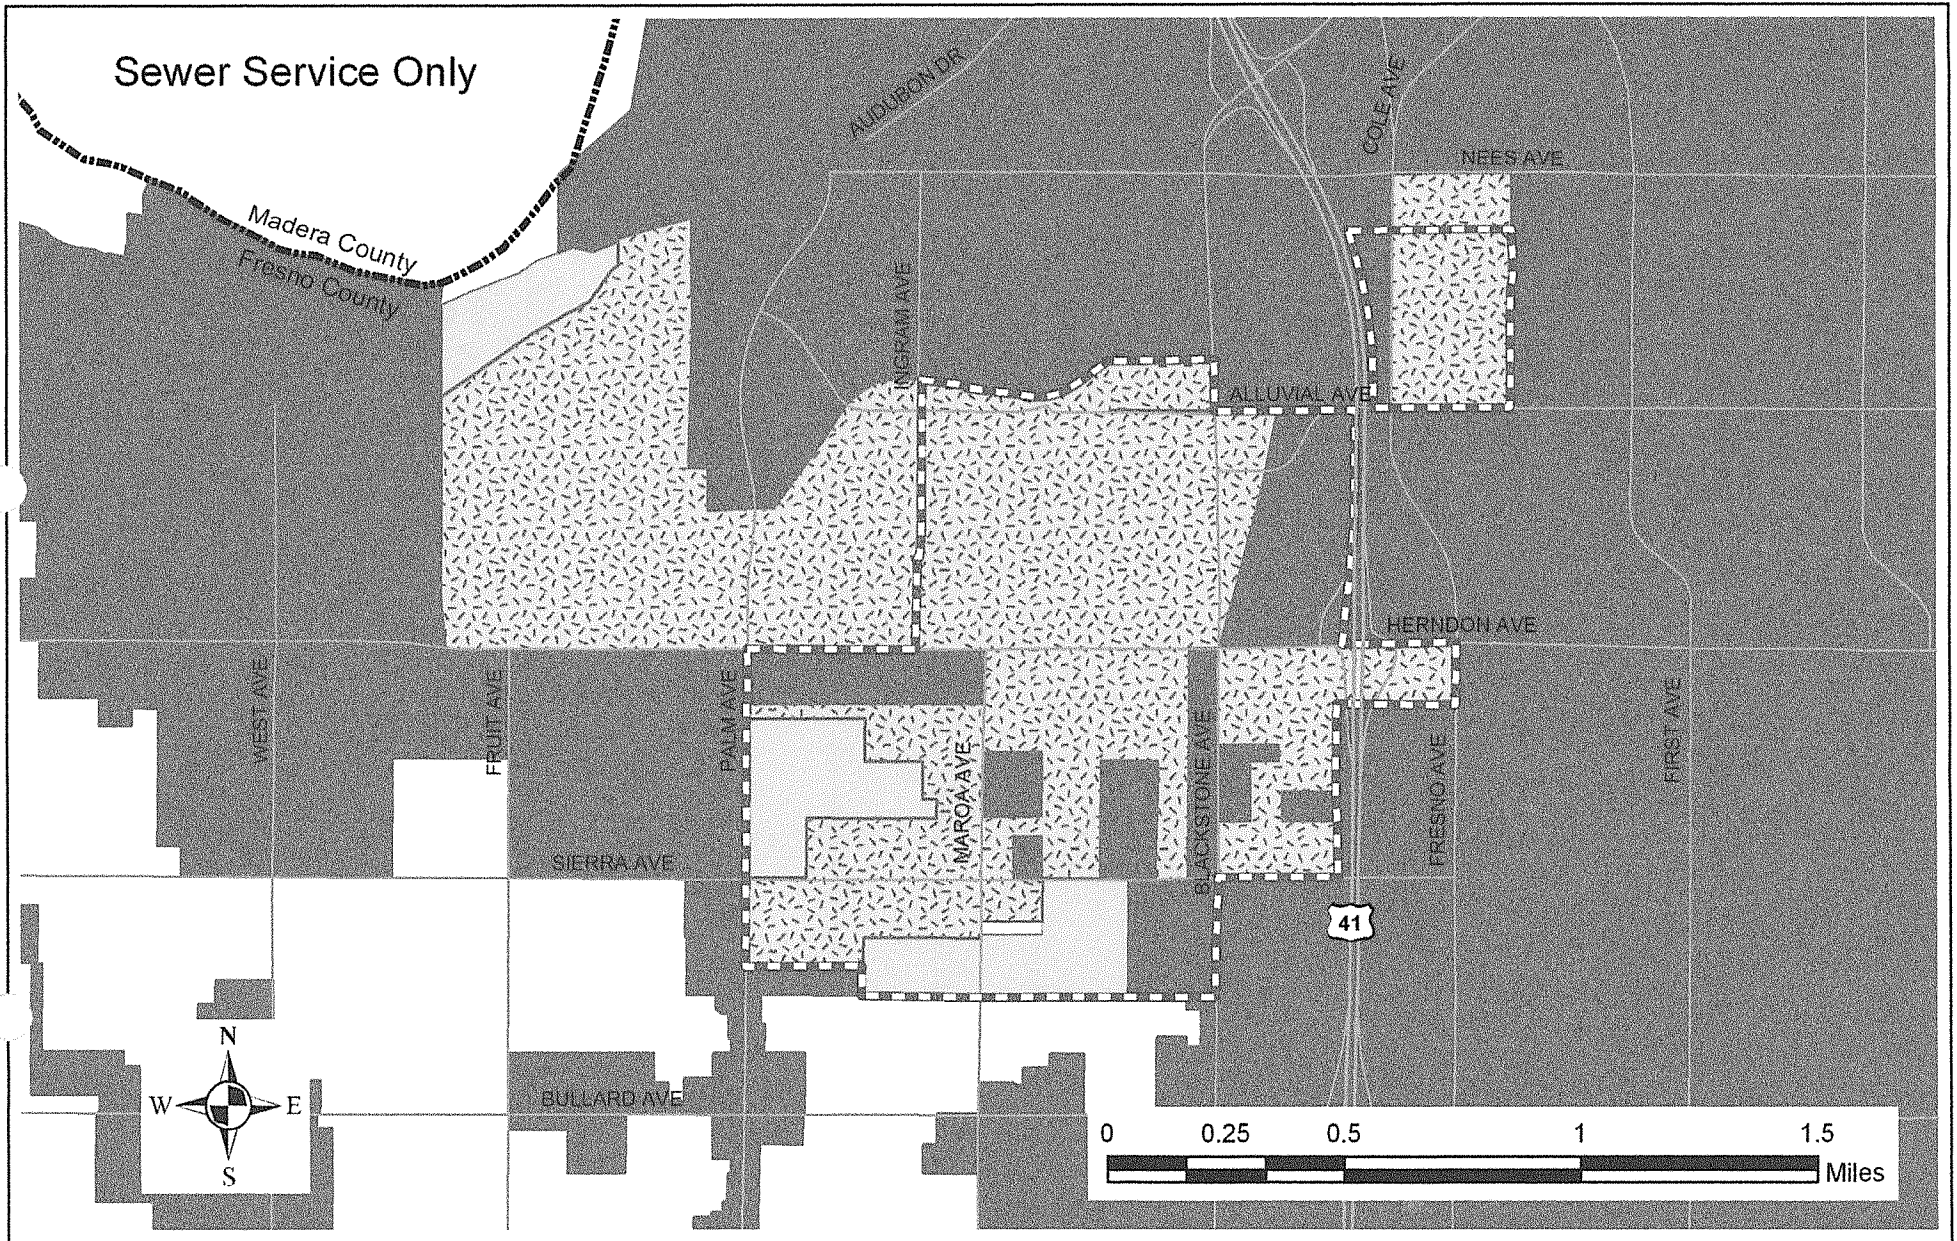 Sewer Service Only
AUDUBON DR
COLE AVE
NEES AVE
Madera County
Fresno County
INGRAM AVE
ALLUVIAL AVE
HERNDON AVE
WEST AVE
FRUIT AVE
PALM AVE
MAROA AVE
BLACKSTONE AVE
FRESNO AVE
FIRST AVE
SIERRA AVE
41
N
W E
S
BULLARD AVE
0 0.25 0.5 1 1.5
Miles